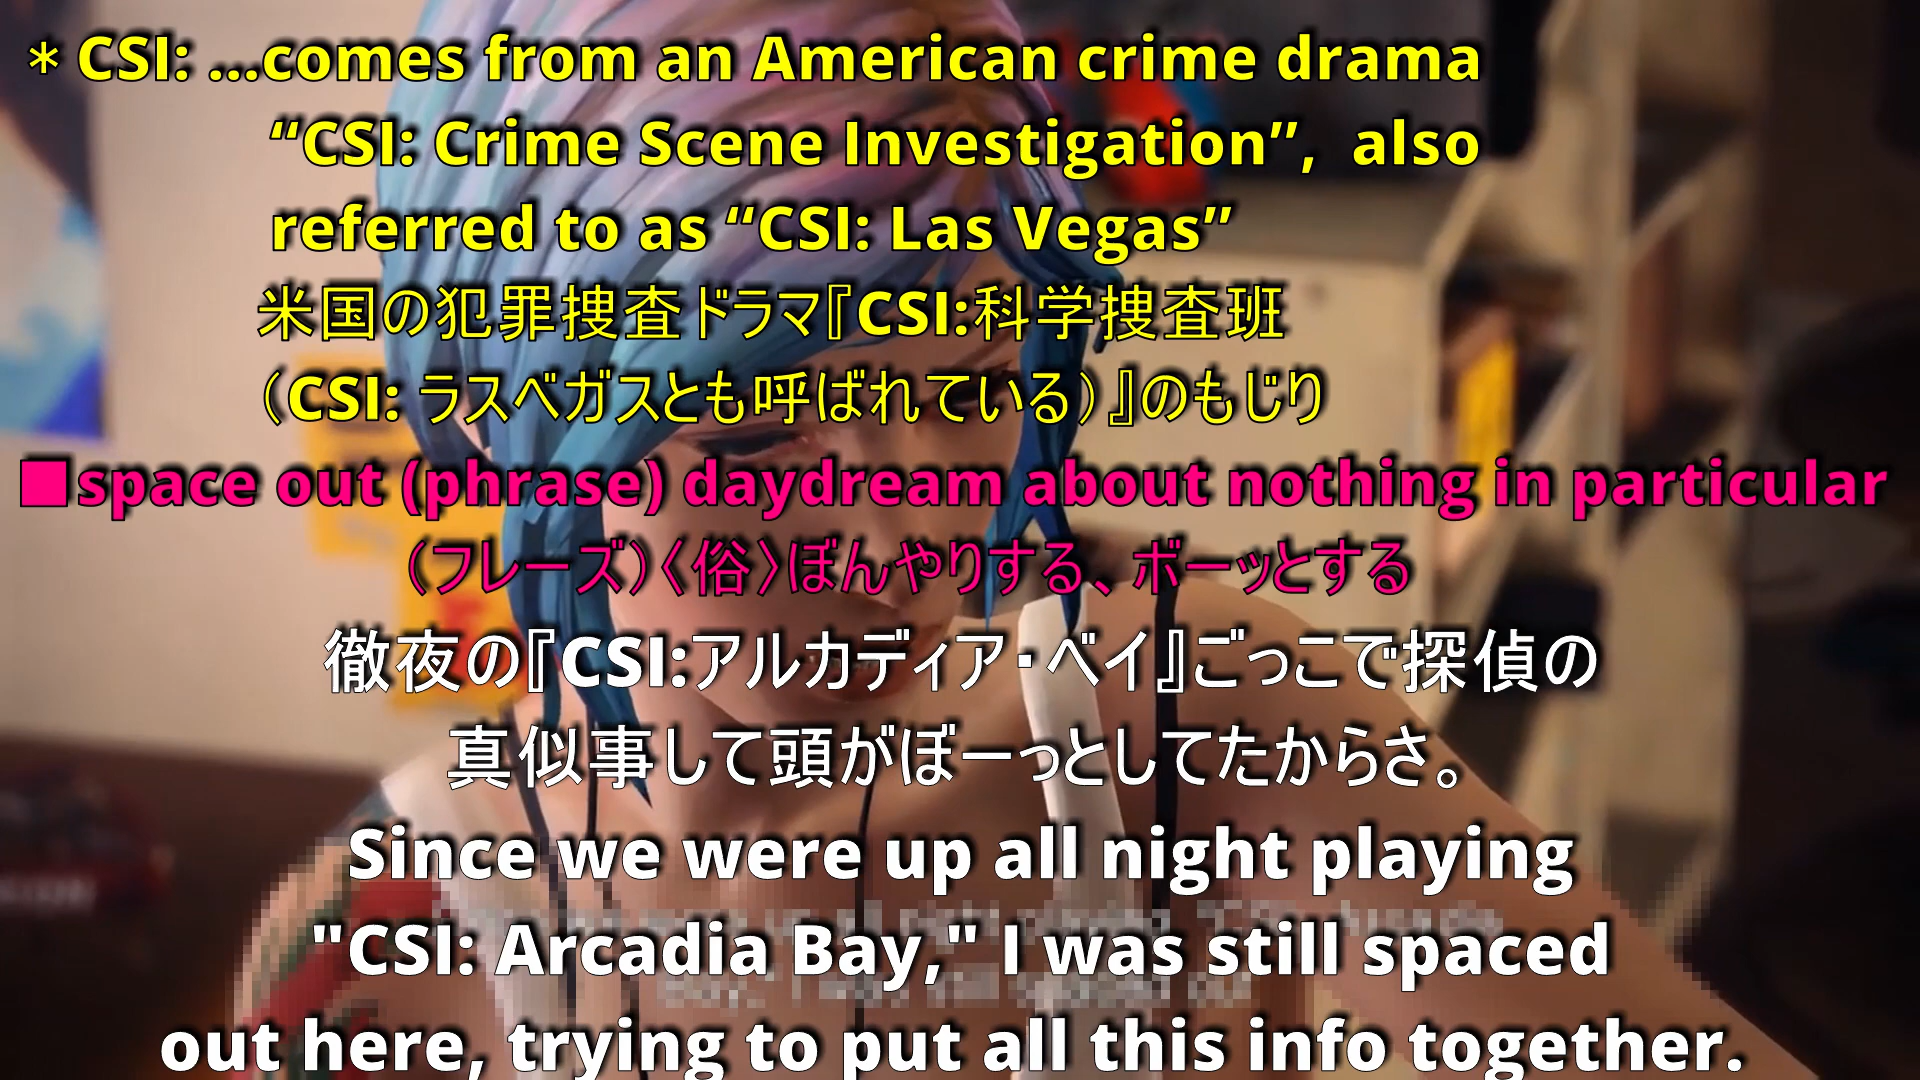 ＊CSI: ...comes from an American crime drama
“CSI: Crime Scene Investigation”, also
referred to as “CSI: Las Vegas”
米国の犯罪捜査ドラマ『CSI:科学捜査班
（CSI: ラスベガスとも呼ばれている）』のもじり
■space out (phrase) daydream about nothing in particular
（フレーズ）〈俗〉ぼんやりする、ボーッとする
徹夜の『CSI:アルカディア・ベイ』ごっこで探偵の
真似事して頭がぼーっとしてたからさ。
Since we were up all night playing
"CSI: Arcadia Bay," I was still spaced
out here, trying to put all this info together.